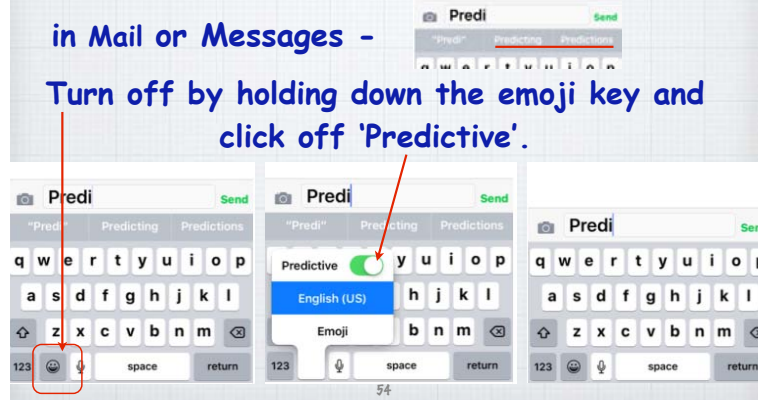 Predi
Send
"Predi" Predicting Predictions
q w e r t y u i o p
in Mail or Messages -
Turn off by holding down the emoji key and
click off ‘Predictive’.
Predi Send
"Predi" Predicting Predictions
q w e r t y u i o p
a s d f g h j k l
z x c v b n m
123 space return
Predi Send
"Predi" Predicting Predictions
Predictive y u i o p
English (US) h j k l
Emoji b n m
123 space return
Predi Sen
q w e r t y u i o p
a s d f g h j k l
z x c v b n m
123 space return
54